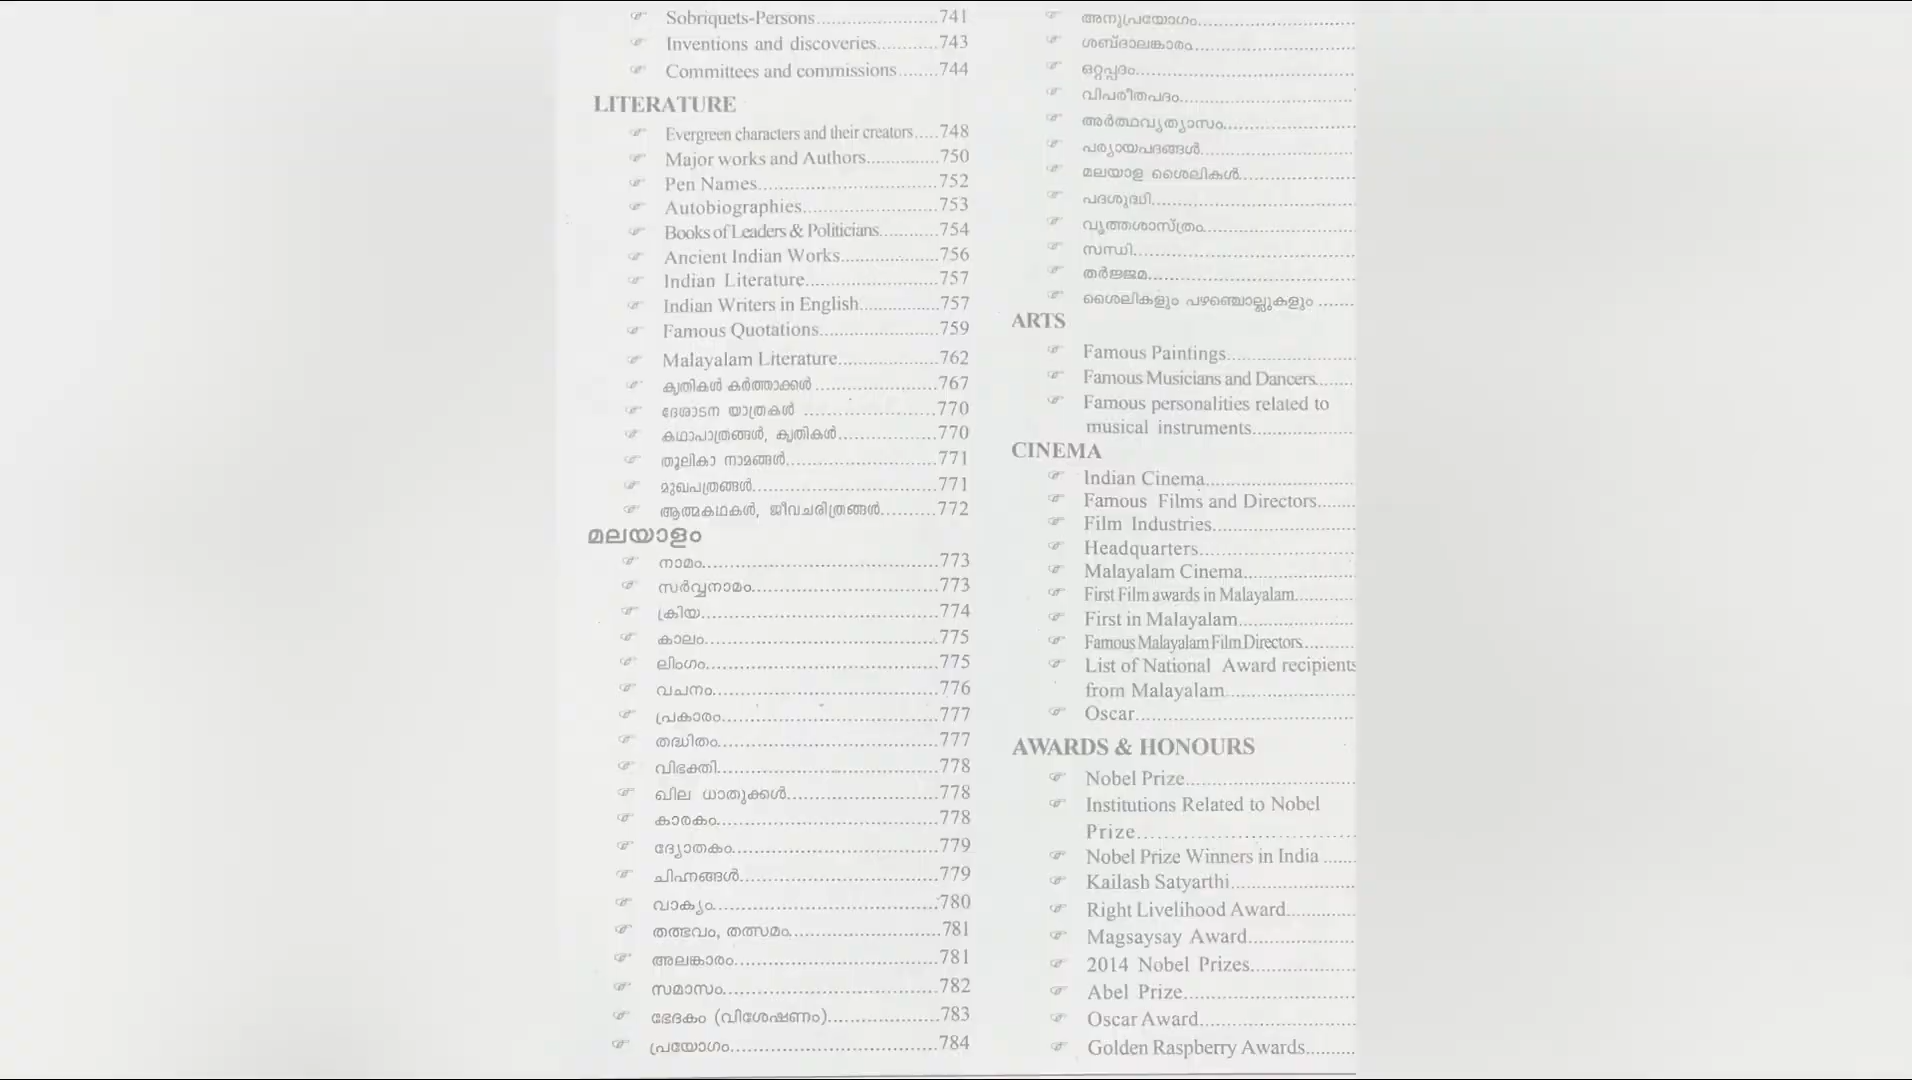 Sobriquets-Persons....................741
Inventions and discoveries...........743
Committees and commissions........744
LITERATURE
Evergreen characters and their creators.....748
Major works and Authors..............750
Pen Names...................................752
Autobiographies..........................753
Books of Leaders & Politicians............754
Ancient Indian Works...................756
Indian Literature..........................757
Indian Writers in English...............757
Famous Quotations.......................759
Malayalam Literature....................762
കൃതികൾ കർത്താക്കൾ ........................767
ദേശാടന യാത്രകൾ ..........................770
കഥാപാത്രങ്ങൾ, കൃതികൾ...................770
തൂലികാ നാമങ്ങൾ.............................771
മുഖപത്രങ്ങൾ....................................771
ആത്മകഥകൾ, ജീവചരിത്രങ്ങൾ...........772
മലയാളം
നാമം..............................................773
സർവ്വനാമം....................................773
ക്രിയ..............................................774
കാലം.............................................775
ലിംഗം.............................................775
വചനം............................................776
പ്രകാരം..........................................777
തദ്ധിതം..........................................777
വിഭക്തി...........................................778
ഖില ധാതുക്കൾ..............................778
കാരകം...........................................778
ദ്യോതകം........................................779
ചിഹ്നങ്ങൾ......................................779
വാക്യം............................................780
തത്ഭവം, തത്സമം.............................781
അലങ്കാരം.......................................781
സമാസം..........................................782
ഭേദകം (വിശേഷണം)......................783
പ്രയോഗം........................................784
അനുപ്രയോഗം................................
ശബ്ദാലങ്കാരം.................................
ഒറ്റപ്പദം............................................
വിപരീതപദം...................................
അർത്ഥവ്യത്യാസം...........................
പര്യായപദങ്ങൾ...............................
മലയാള ശൈലികൾ.......................
പദശുദ്ധി........................................
വൃത്തശാസ്ത്രം...............................
സന്ധി.............................................
തർജ്ജമ..........................................
ശൈലികളും പഴഞ്ചൊല്ലുകളും .......
ARTS
Famous Paintings.........................
Famous Musicians and Dancers.......
Famous personalities related to
musical instruments....................
CINEMA
Indian Cinema.............................
Famous Films and Directors.......
Film Industries...........................
Headquarters..............................
Malayalam Cinema.....................
First Film awards in Malayalam............
First in Malayalam.......................
Famous Malayalam Film Directors..........
List of National Award recipients
from Malayalam.........................
Oscar..........................................
AWARDS & HONOURS
Nobel Prize.................................
Institutions Related to Nobel
Prize............................................
Nobel Prize Winners in India ......
Kailash Satyarthi........................
Right Livelihood Award..............
Magsaysay Award.....................
2014 Nobel Prizes.....................
Abel Prize..................................
Oscar Award...............................
Golden Raspberry Awards.........